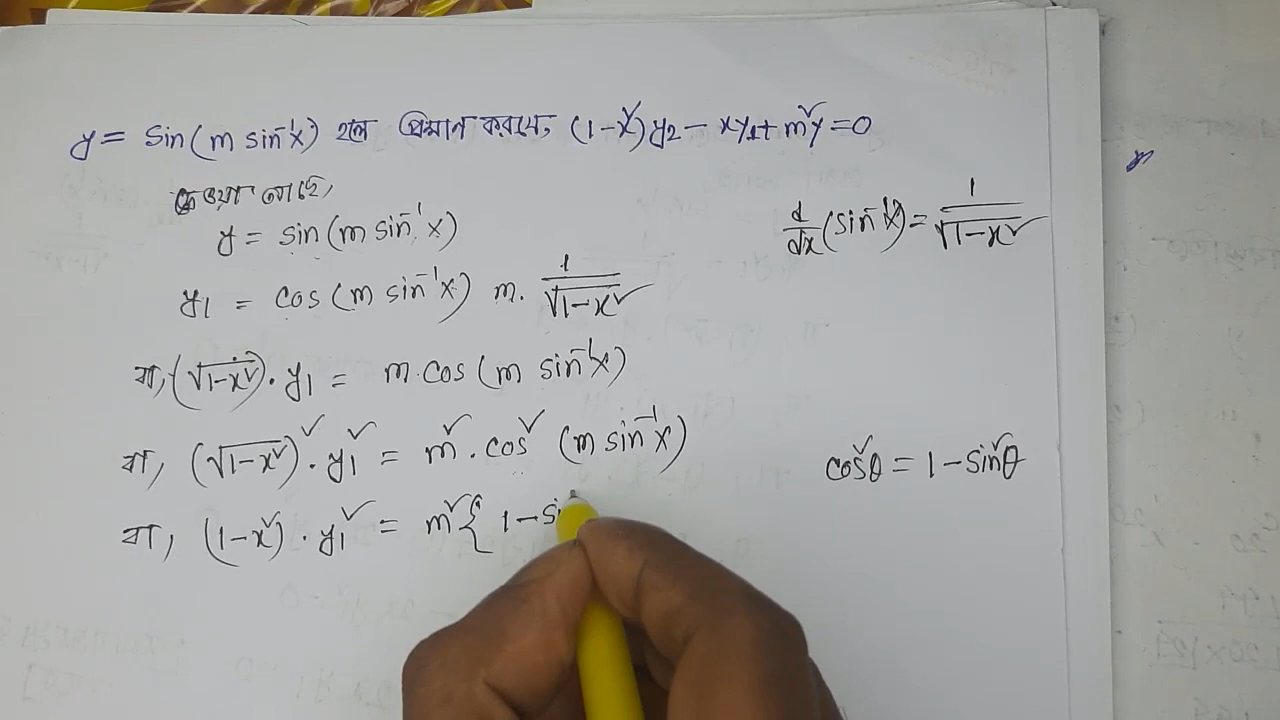 y = sin(m sin⁻¹x) হলে প্রমাণ করযে, (1-x²)y₂ - xy₁ + m²y = 0
দেওয়া আছে,
y = sin(m sin⁻¹x)
d/dx (sin⁻¹x) = 1/√(1-x²)
y₁ = cos(m sin⁻¹x) m. 1/√(1-x²)
বা, (√(1-x²)). y₁ = m.cos(m sin⁻¹x)
বা, (√(1-x²))². y₁² = m². cos² (m sin⁻¹x)
cos²θ = 1 - sin²θ
বা, (1-x²). y₁² = m² { 1 - si